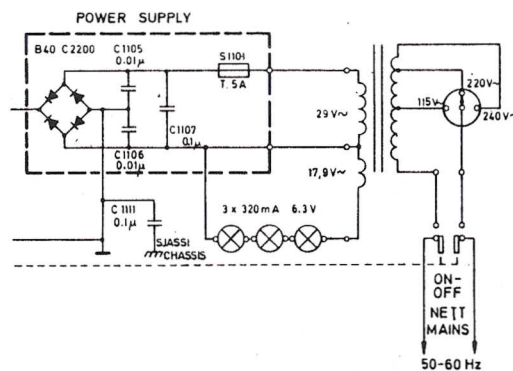 POWER SUPPLY
B40 C2200
C1105
0.01µ
S1101
T. 5A
C1107
0.1µ
C1106
0.01µ
C1111
0.1µ
SJASSI
CHASSIS
29V~
17,9V~
3 x 320mA 6.3V
115V~
220V~
240V~
ON-
OFF
NETT
MAINS
50-60 Hz